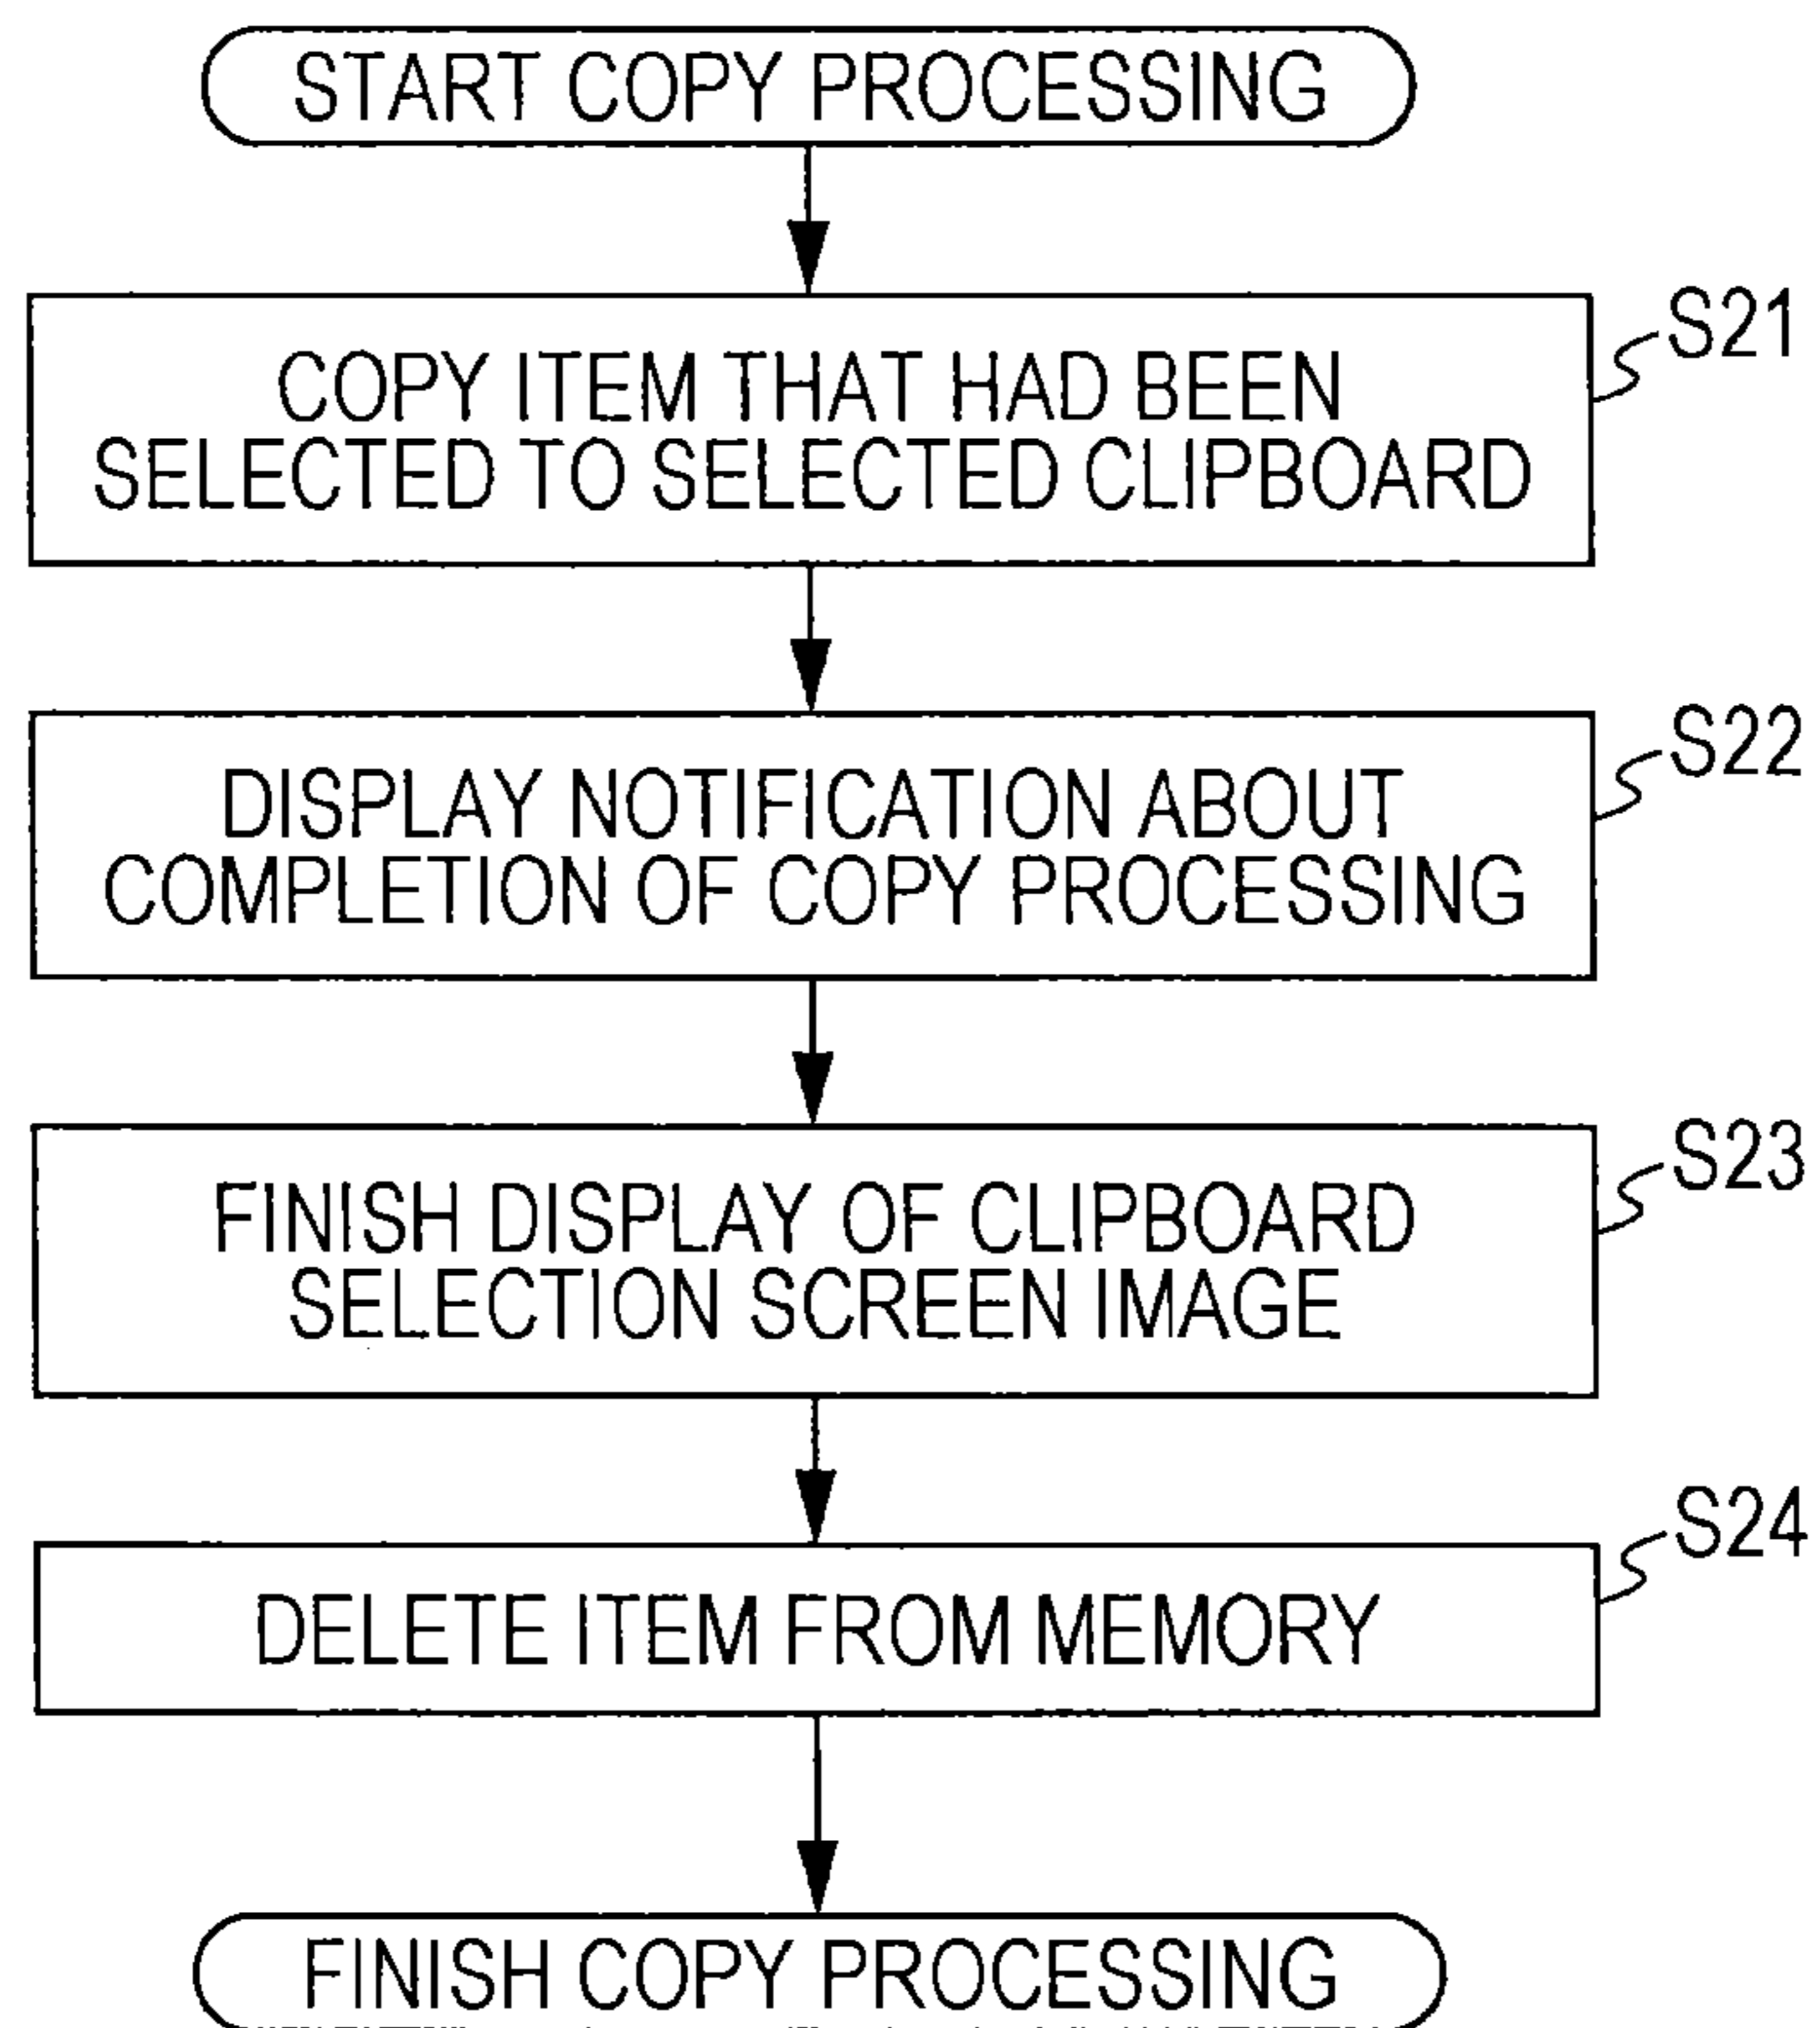 START COPY PROCESSING
S21
COPY ITEM THAT HAD BEEN
SELECTED TO SELECTED CLIPBOARD
S22
DISPLAY NOTIFICATION ABOUT
COMPLETION OF COPY PROCESSING
S23
FINISH DISPLAY OF CLIPBOARD
SELECTION SCREEN IMAGE
S24
DELETE ITEM FROM MEMORY
FINISH COPY PROCESSING